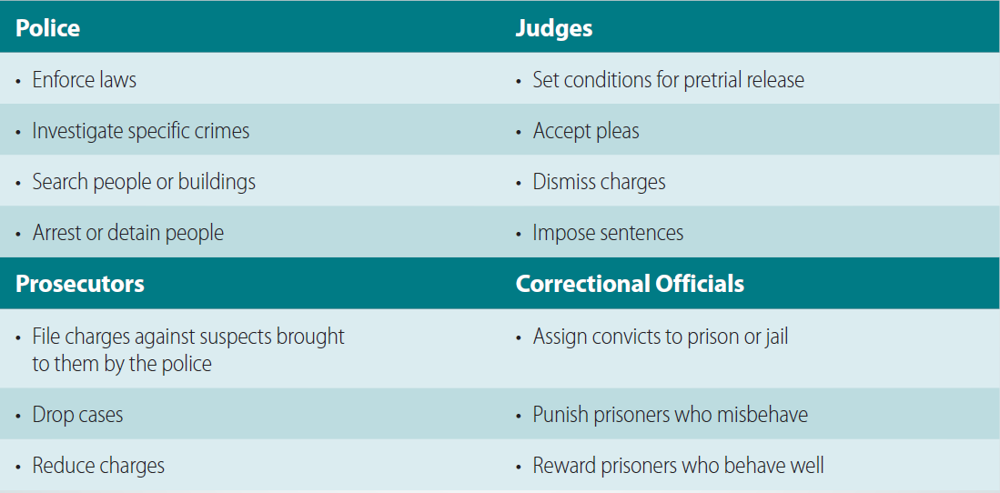 Police
Judges
• Enforce laws
• Set conditions for pretrial release
• Investigate specific crimes
• Accept pleas
• Search people or buildings
• Dismiss charges
• Arrest or detain people
• Impose sentences
Prosecutors
Correctional Officials
• File charges against suspects brought
to them by the police
• Assign convicts to prison or jail
• Drop cases
• Punish prisoners who misbehave
• Reduce charges
• Reward prisoners who behave well